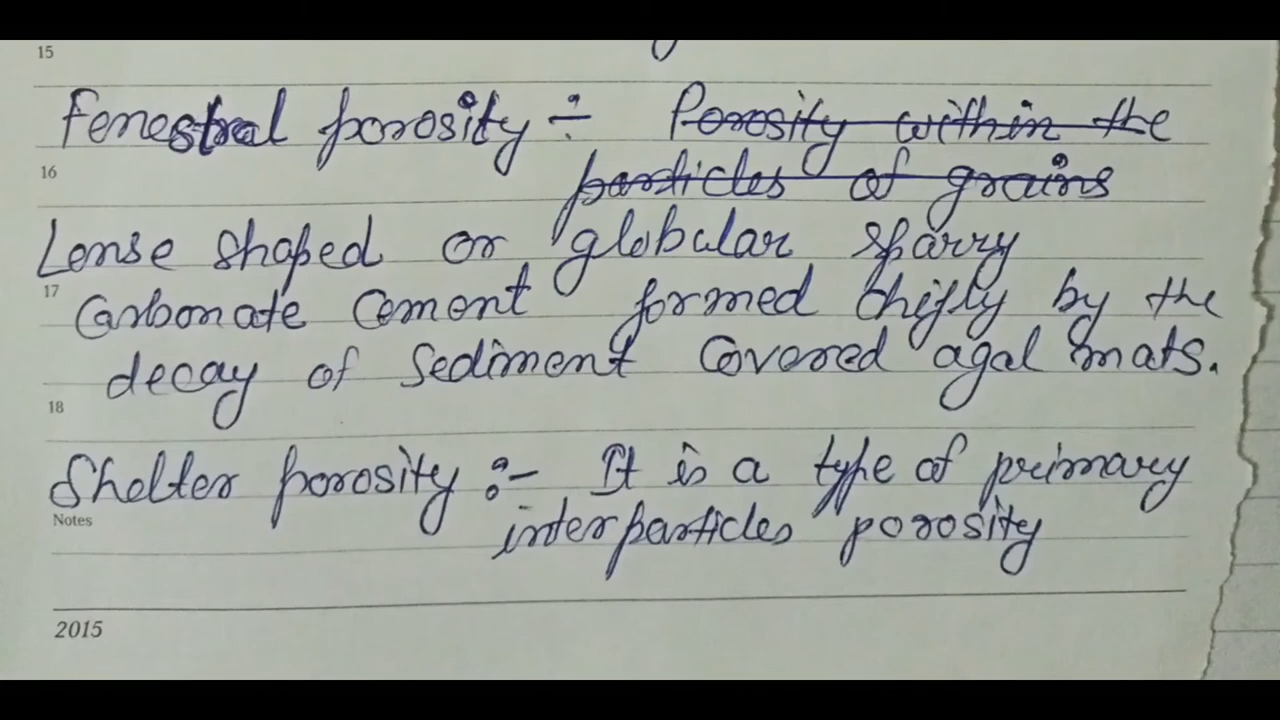 15
Fenestral porosity ÷ Porosity within the
16
particles of grains
Lense shaped or globular sparry
17
Carbonate Cement formed Chifly by the
decay of Sediment Covered agal mats.
18
Shelter porosity :- It is a type of primary
Notes
interparticles porosity
2015